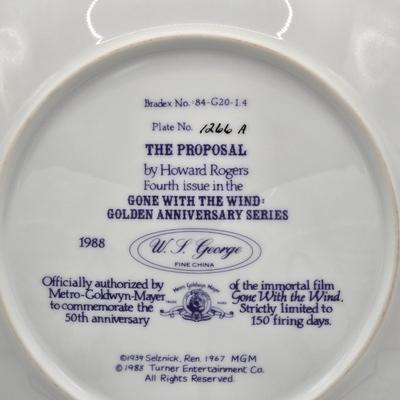 Bradex No.: 84-G20-1.4
Plate No. 1266 A
THE PROPOSAL
by Howard Rogers
Fourth issue in the
GONE WITH THE WIND:
GOLDEN ANNIVERSARY SERIES
1988
W. S. George
FINE CHINA
Officially authorized by
Metro-Goldwyn-Mayer
to commemorate the
50th anniversary
Metro Goldwyn Mayer
of the immortal film
Gone With the Wind.
Strictly limited to
150 firing days.
©1939 Selznick, Ren. 1967 MGM
©1988 Turner Entertainment Co.
All Rights Reserved.